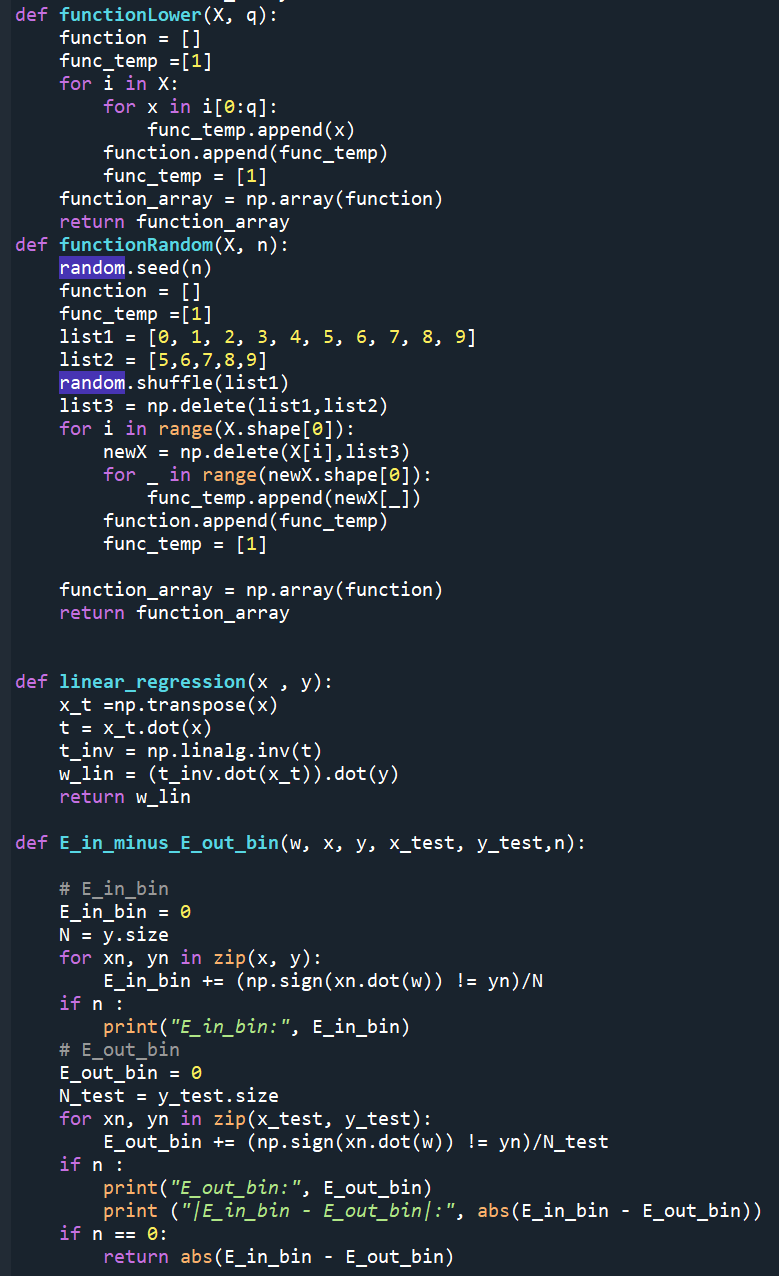 def functionLower(X, q):
    function = []
    func_temp =[1]
    for i in X:
        for x in i[0:q]:
            func_temp.append(x)
        function.append(func_temp)
        func_temp = [1]
    function_array = np.array(function)
    return function_array
def functionRandom(X, n):
    random.seed(n)
    function = []
    func_temp =[1]
    list1 = [0, 1, 2, 3, 4, 5, 6, 7, 8, 9]
    list2 = [5,6,7,8,9]
    random.shuffle(list1)
    list3 = np.delete(list1,list2)
    for i in range(X.shape[0]):
        newX = np.delete(X[i],list3)
        for _ in range(newX.shape[0]):
            func_temp.append(newX[_])
        function.append(func_temp)
        func_temp = [1]

    function_array = np.array(function)
    return function_array


def linear_regression(x , y):
    x_t =np.transpose(x)
    t = x_t.dot(x)
    t_inv = np.linalg.inv(t)
    w_lin = (t_inv.dot(x_t)).dot(y)
    return w_lin

def E_in_minus_E_out_bin(w, x, y, x_test, y_test,n):

    # E_in_bin
    E_in_bin = 0
    N = y.size
    for xn, yn in zip(x, y):
        E_in_bin += (np.sign(xn.dot(w)) != yn)/N
    if n :
        print("E_in_bin:", E_in_bin)
    # E_out_bin
    E_out_bin = 0
    N_test = y_test.size
    for xn, yn in zip(x_test, y_test):
        E_out_bin += (np.sign(xn.dot(w)) != yn)/N_test
    if n :
        print("E_out_bin:", E_out_bin)
        print ("|E_in_bin - E_out_bin|:", abs(E_in_bin - E_out_bin))
    if n == 0:
        return abs(E_in_bin - E_out_bin)